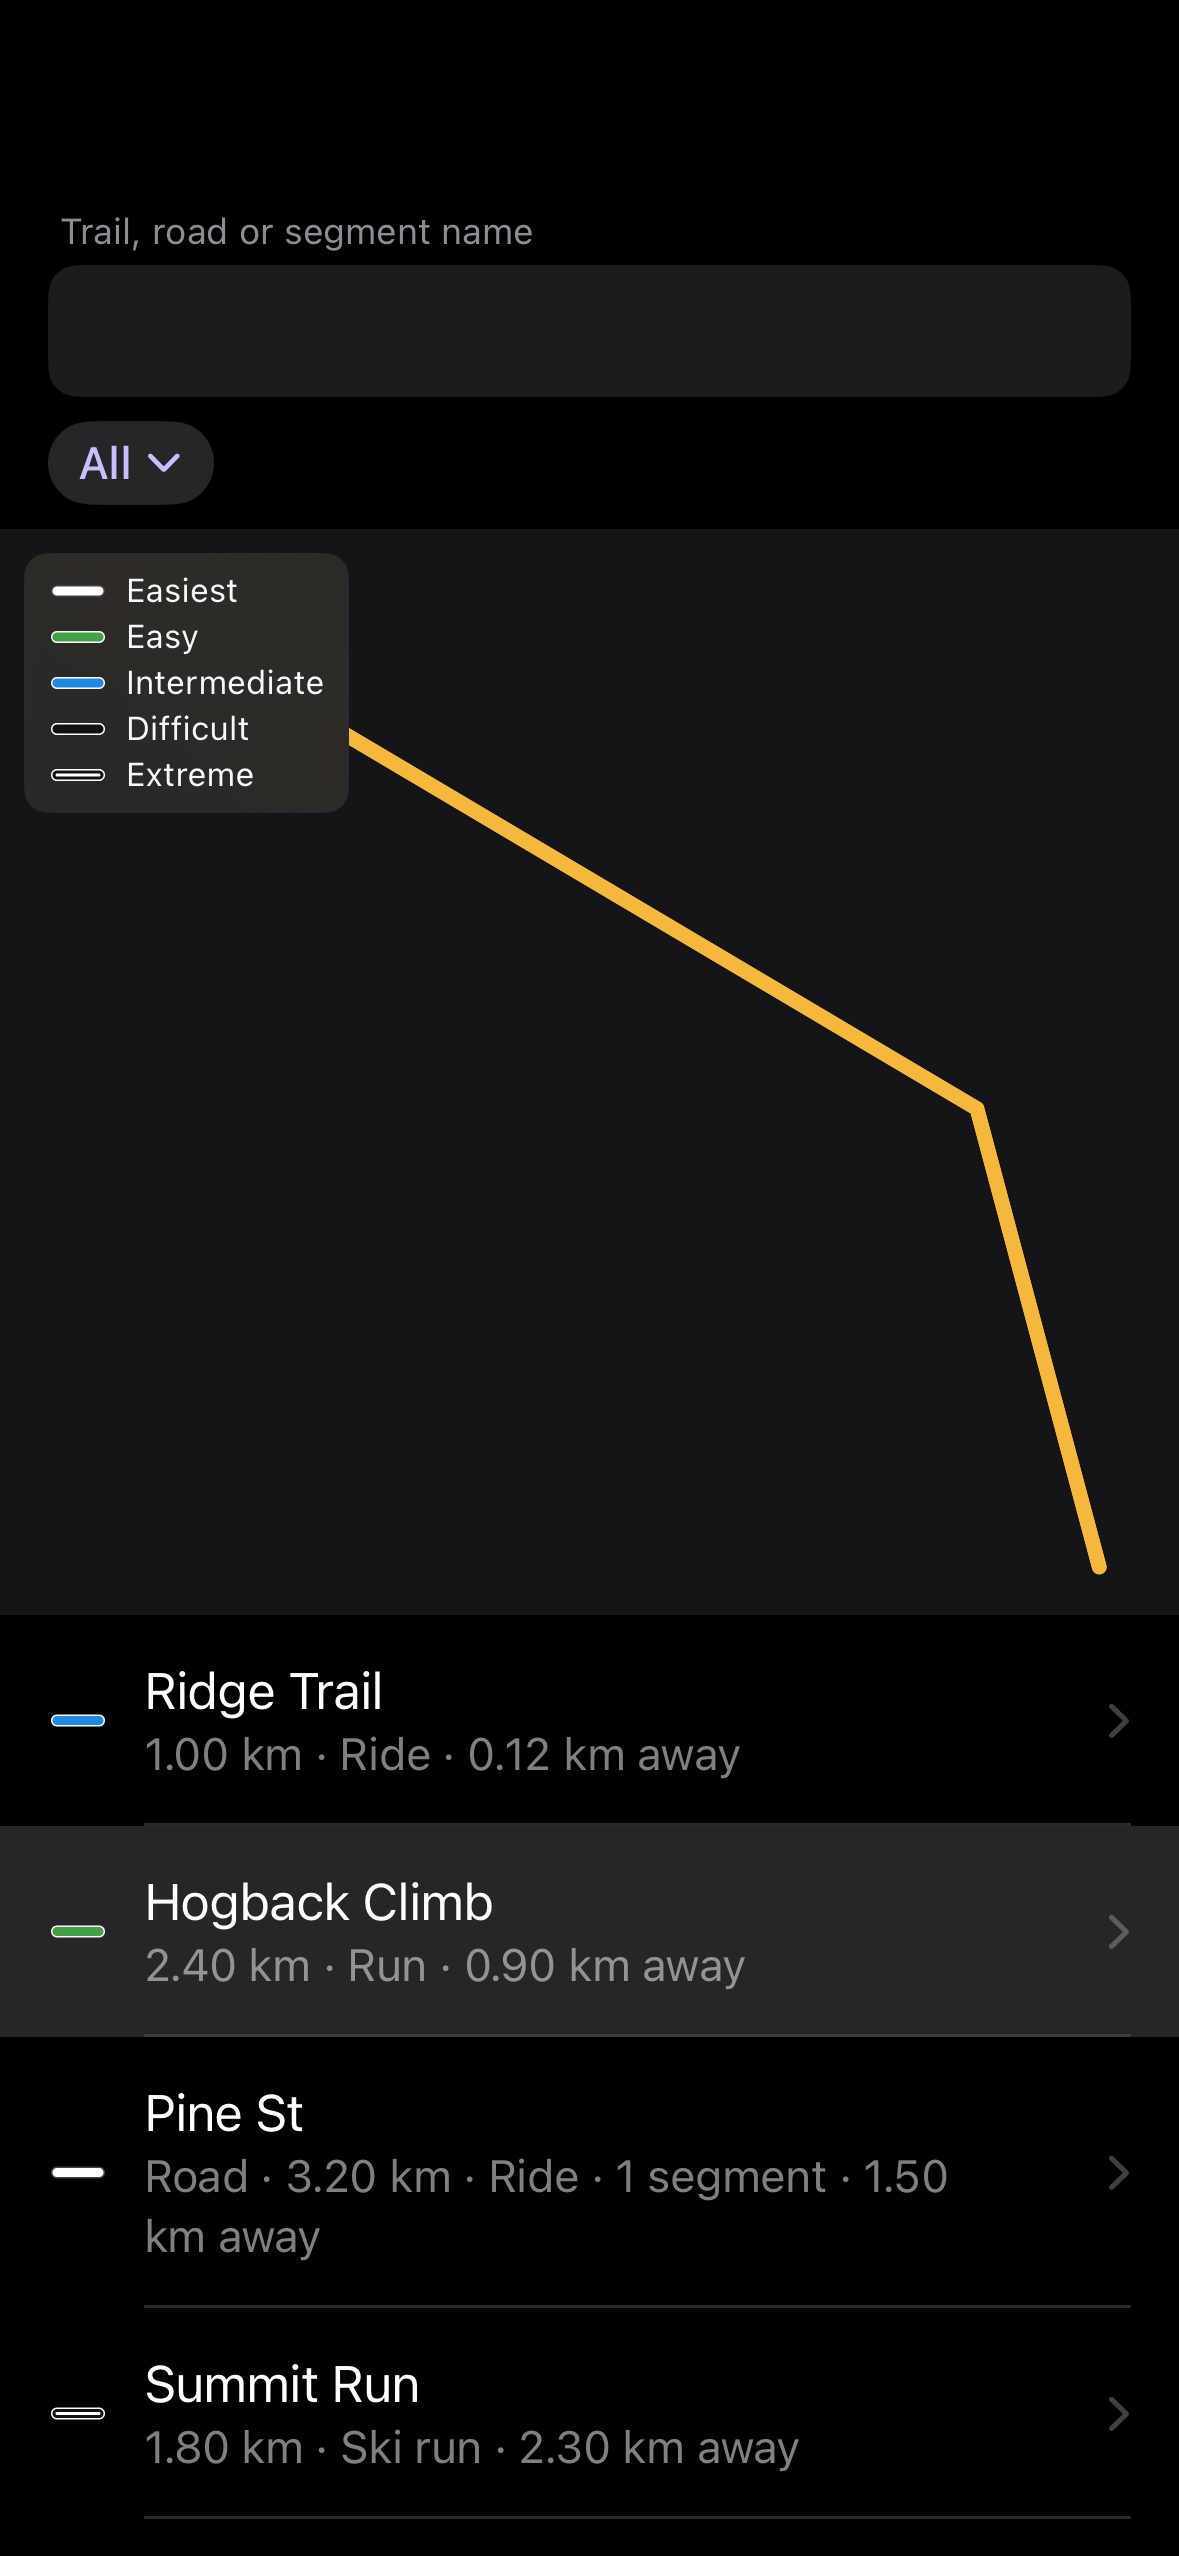 Trail, road or segment name
All
Easiest
Easy
Intermediate
Difficult
Extreme
Ridge Trail
1.00 km · Ride · 0.12 km away
Hogback Climb
2.40 km · Run · 0.90 km away
Pine St
Road · 3.20 km · Ride · 1 segment · 1.50
km away
Summit Run
1.80 km · Ski run · 2.30 km away